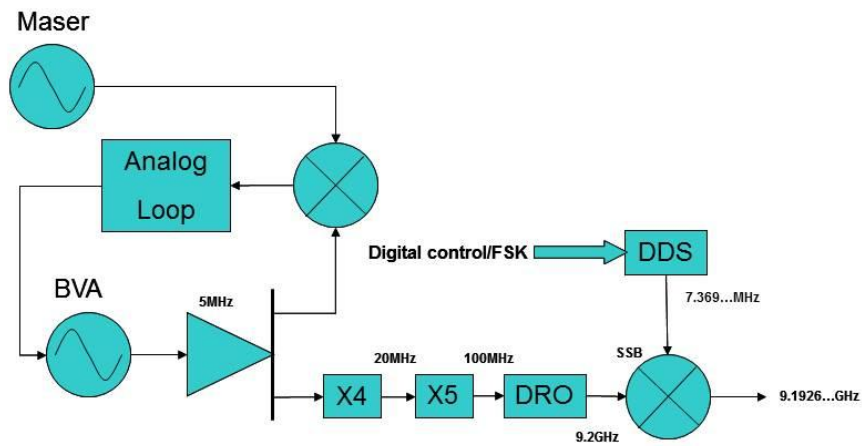 Maser
Analog
Loop
Digital control/FSK
DDS
BVA
5MHz
7.369...MHz
20MHz
100MHz
SSB
X4
X5
DRO
9.1926...GHz
9.2GHz